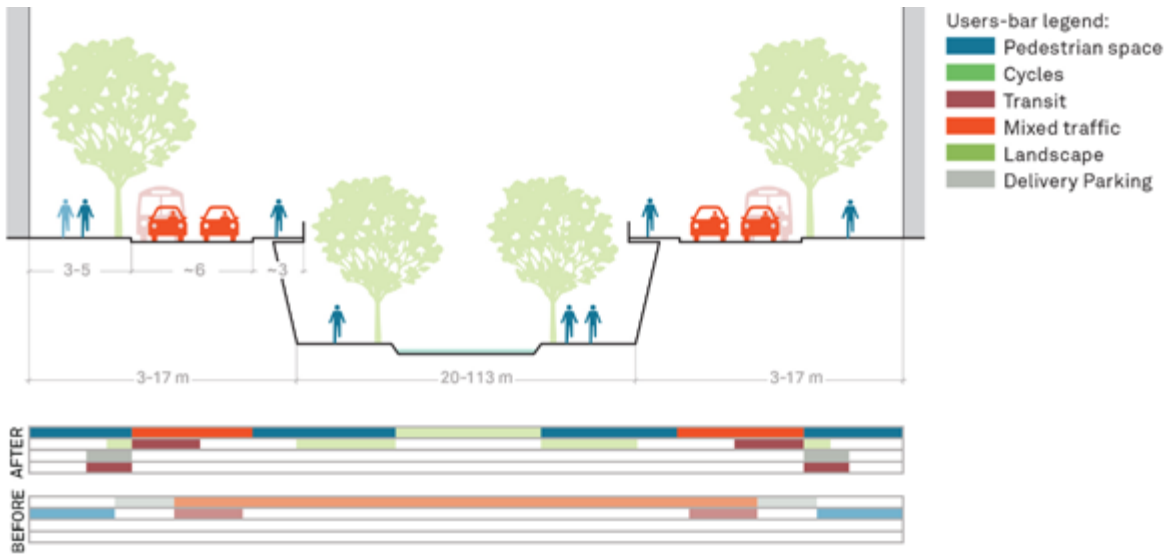 Users-bar legend:
Pedestrian space
Cycles
Transit
Mixed traffic
Landscape
Delivery Parking
3-5
~6
~3
3-17 m
20-113 m
3-17 m
AFTER
BEFORE